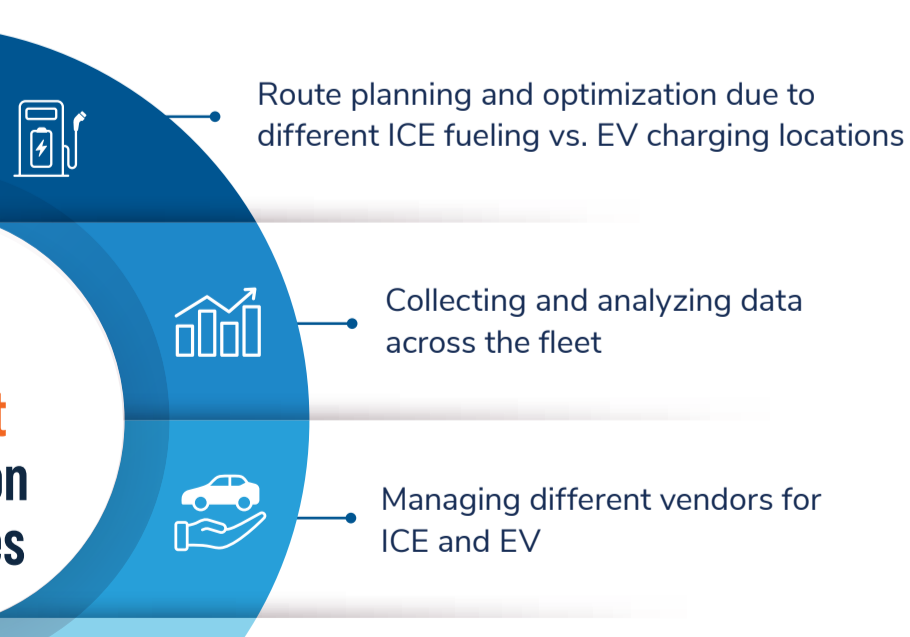 Route planning and optimization due to
different ICE fueling vs. EV charging locations
Collecting and analyzing data
across the fleet
Managing different vendors for
ICE and EV